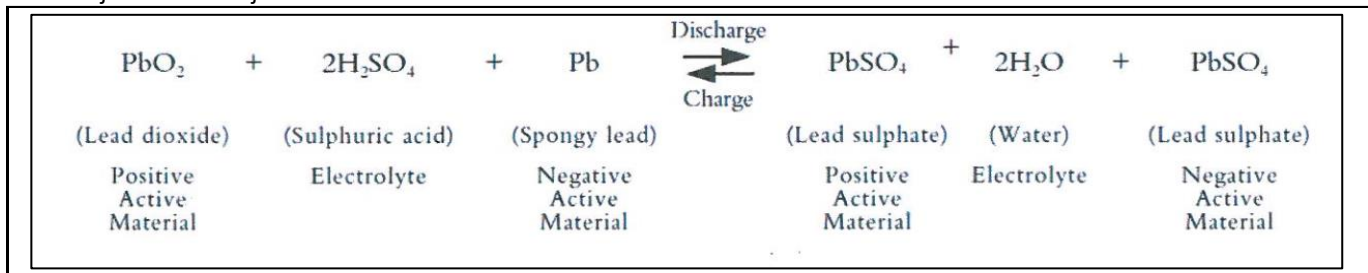 Discharge
PbO₂ + 2H₂SO₄ + Pb ⇌ PbSO₄ + 2H₂O + PbSO₄
Charge
(Lead dioxide) (Sulphuric acid) (Spongy lead) (Lead sulphate) (Water) (Lead sulphate)
Positive Electrolyte Negative Positive Electrolyte Negative
Active Active Active Active
Material Material Material Material